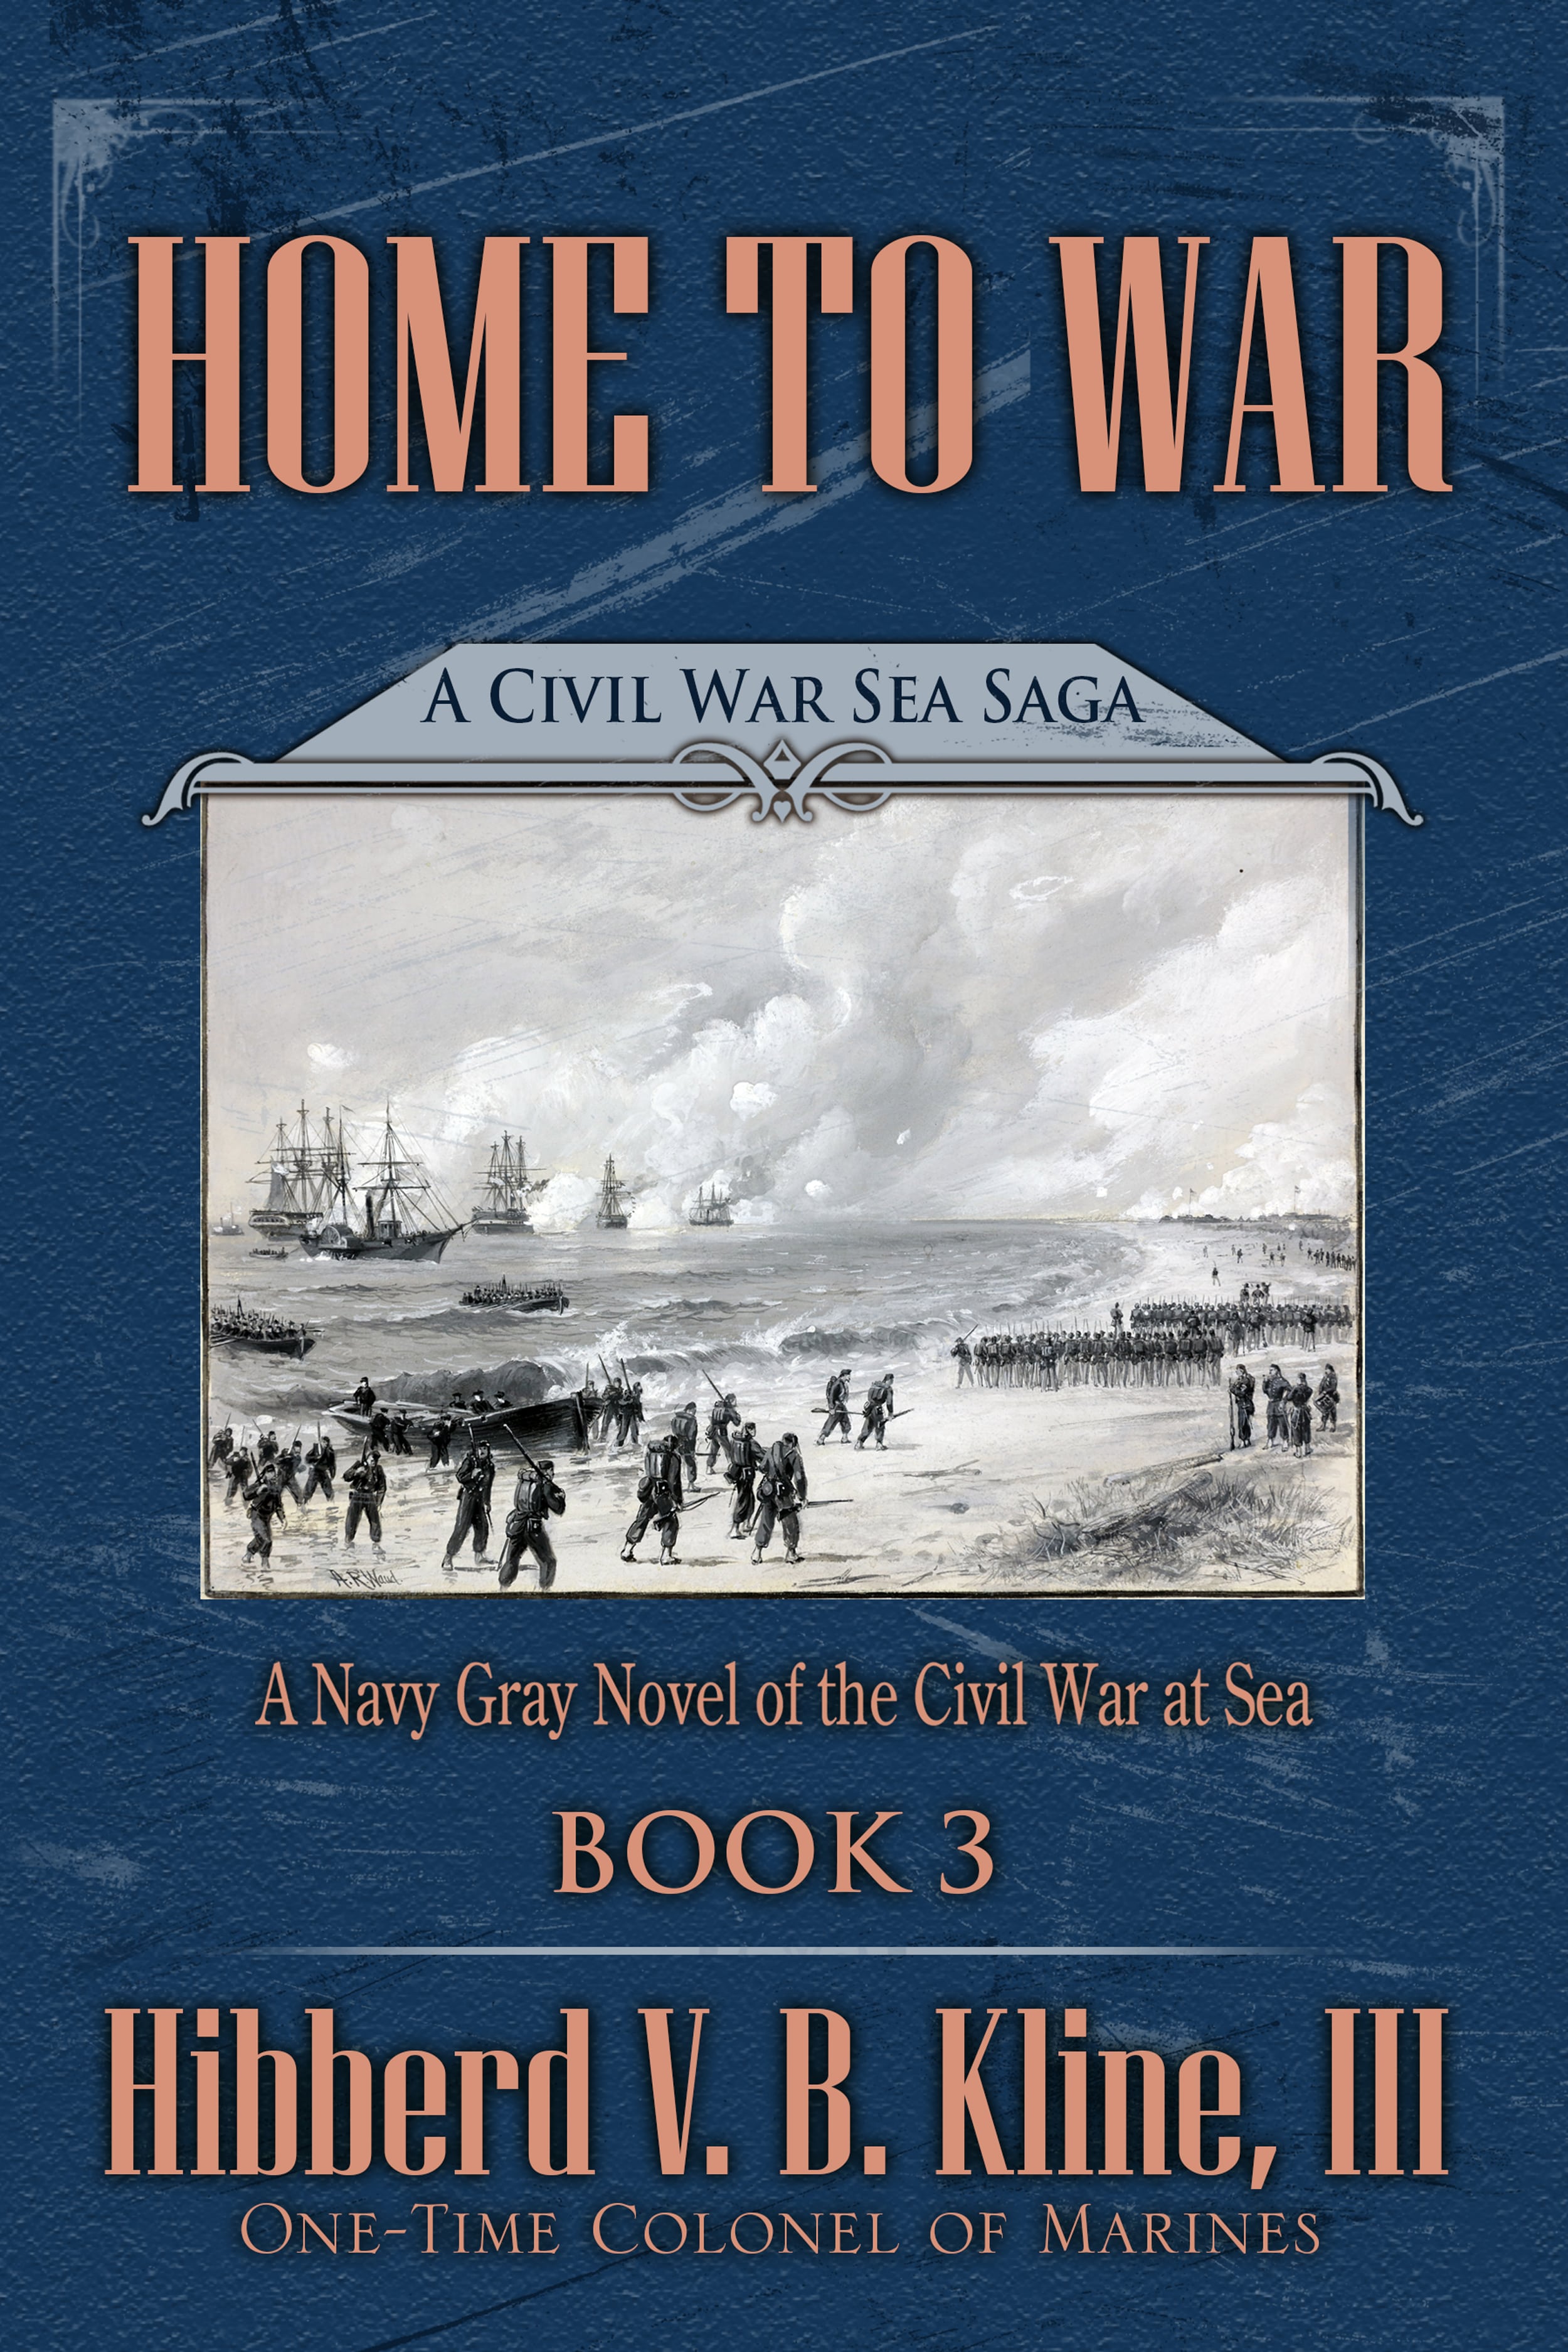 HOME TO WAR
A CIVIL WAR SEA SAGA
A.R.Waud.
A Navy Gray Novel of the Civil War at Sea
BOOK 3
Hibberd V. B. Kline, III
ONE-TIME COLONEL OF MARINES